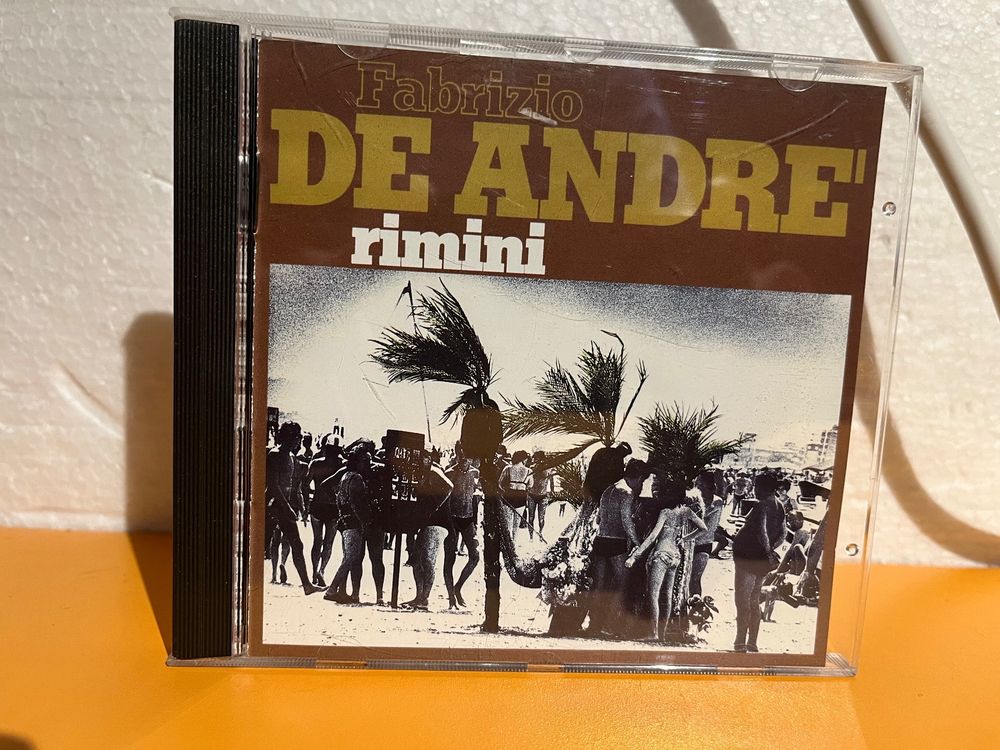 Fabrizio
DE ANDRE'
rimini